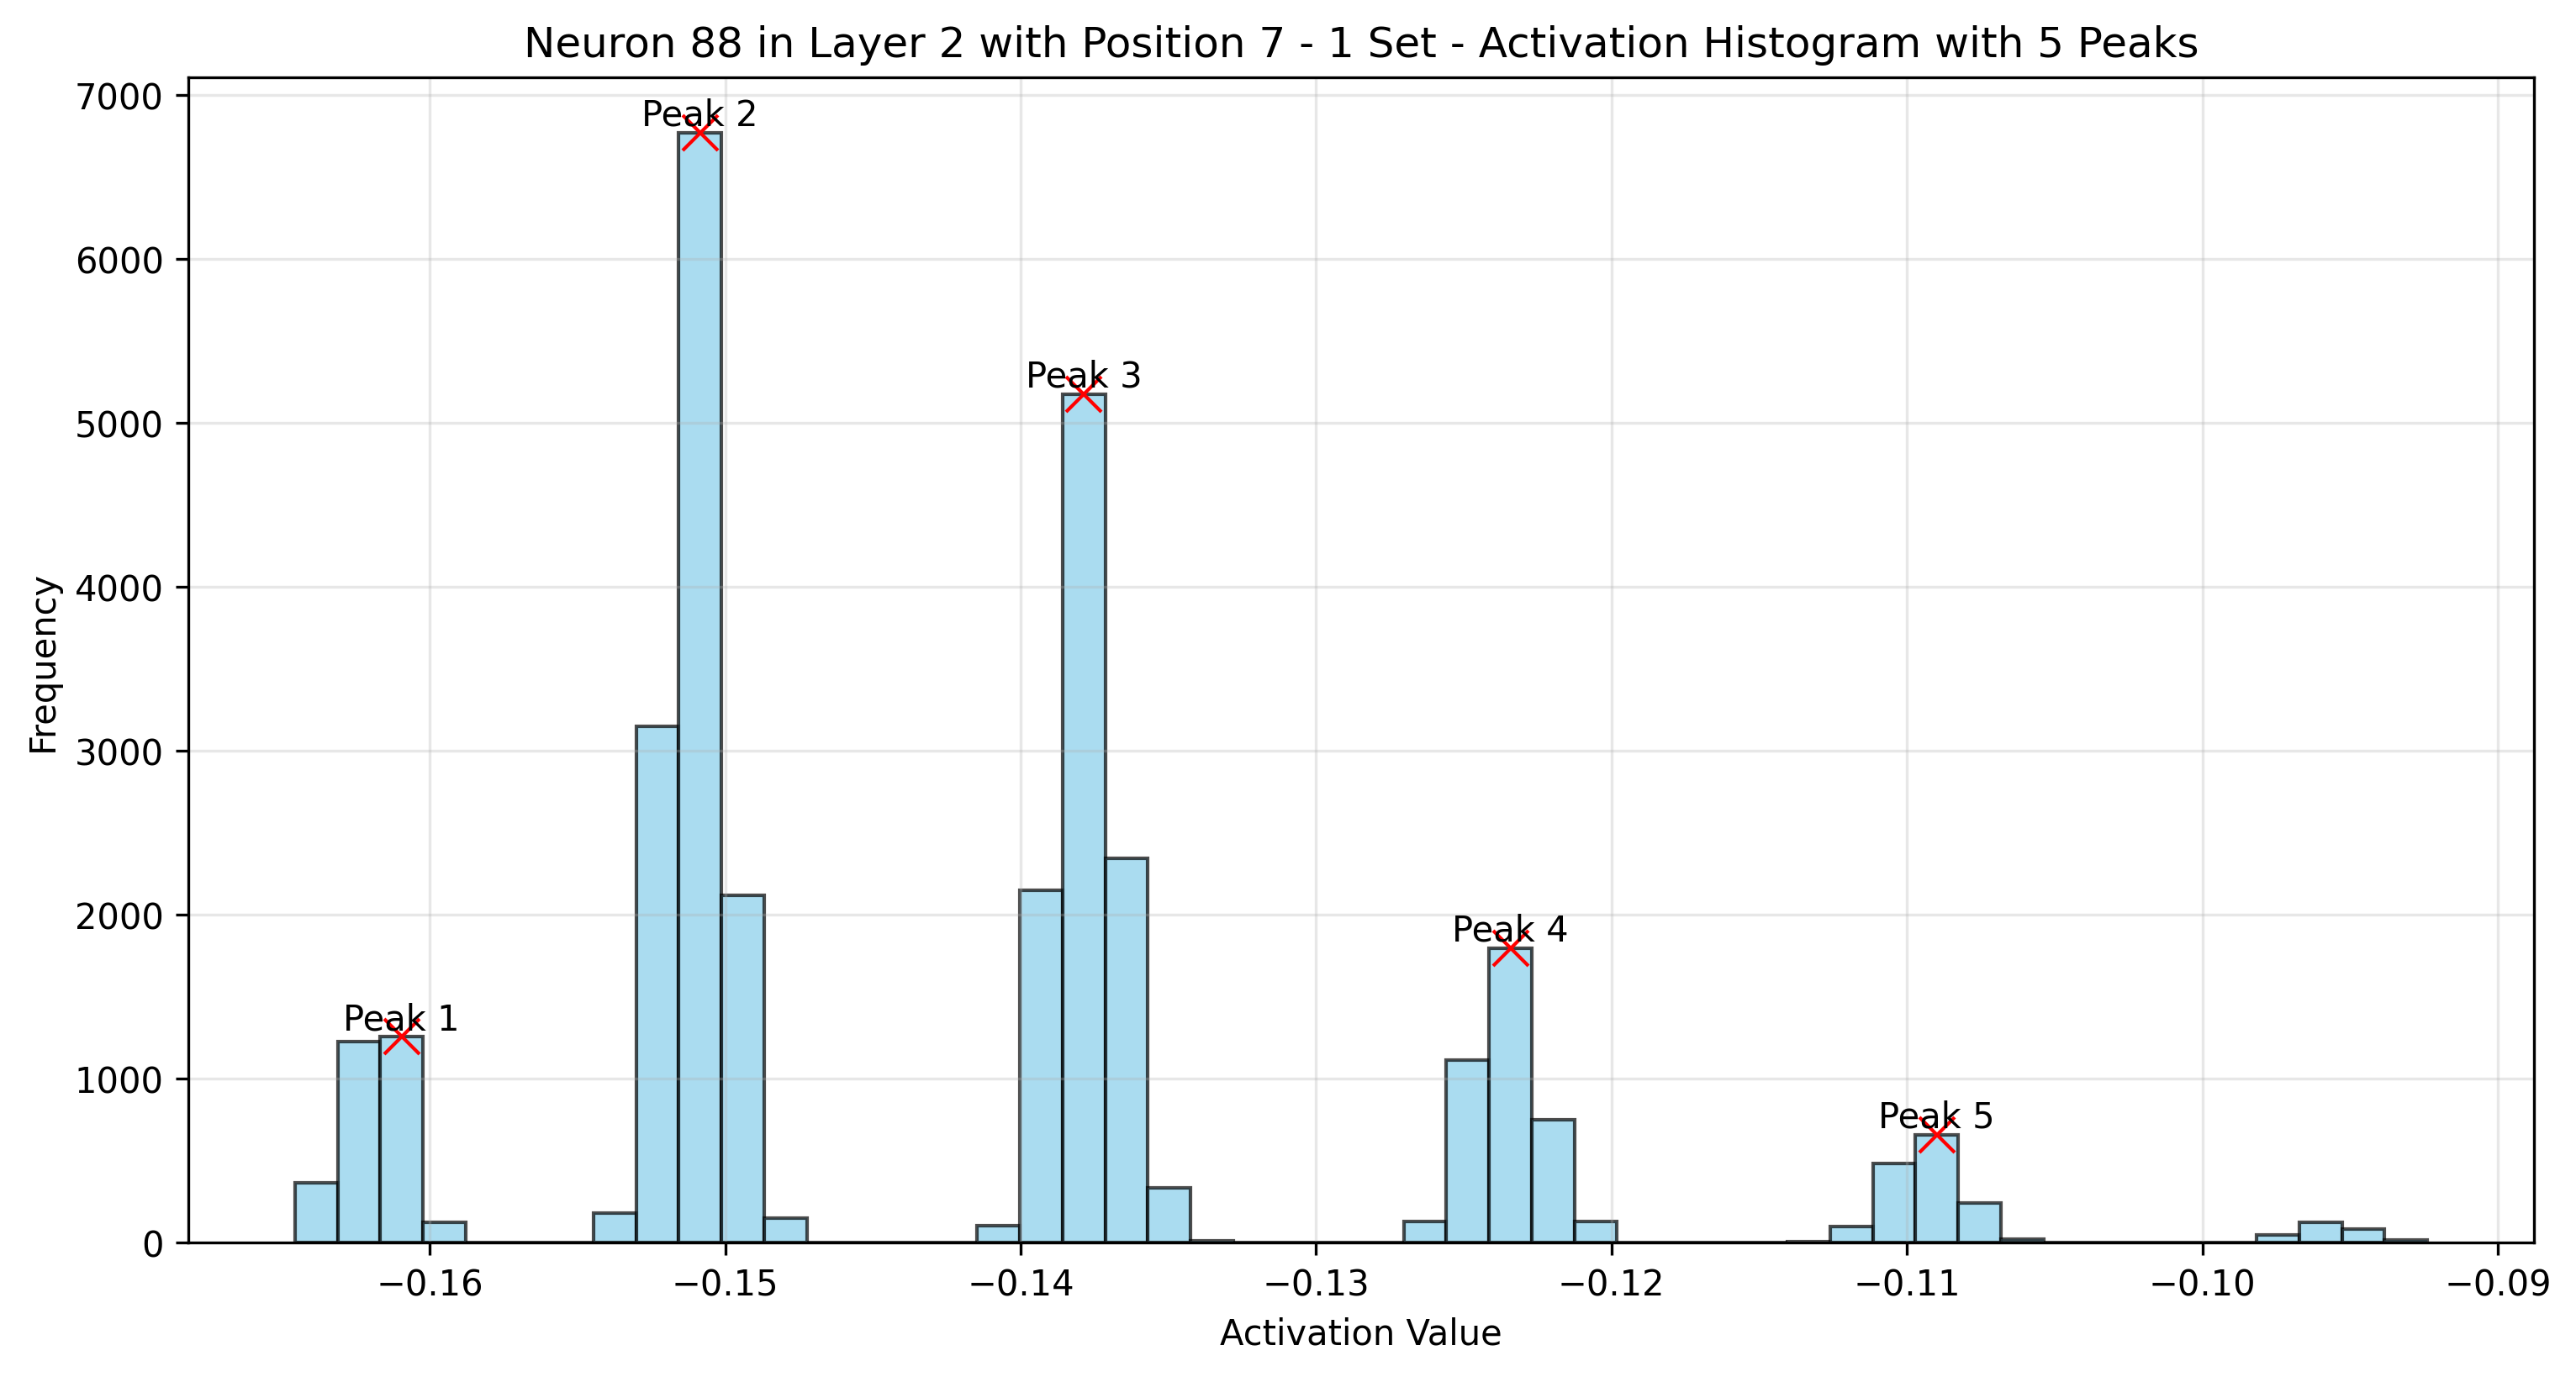 Neuron 88 in Layer 2 with Position 7 - 1 Set - Activation Histogram with 5 Peaks
7000
Peak 2
6000
Peak 3
5000
4000
Frequency
3000
2000
Peak 4
Peak 1
1000
Peak 5
0
−0.16
−0.15
−0.14
−0.13
−0.12
−0.11
−0.10
−0.09
Activation Value